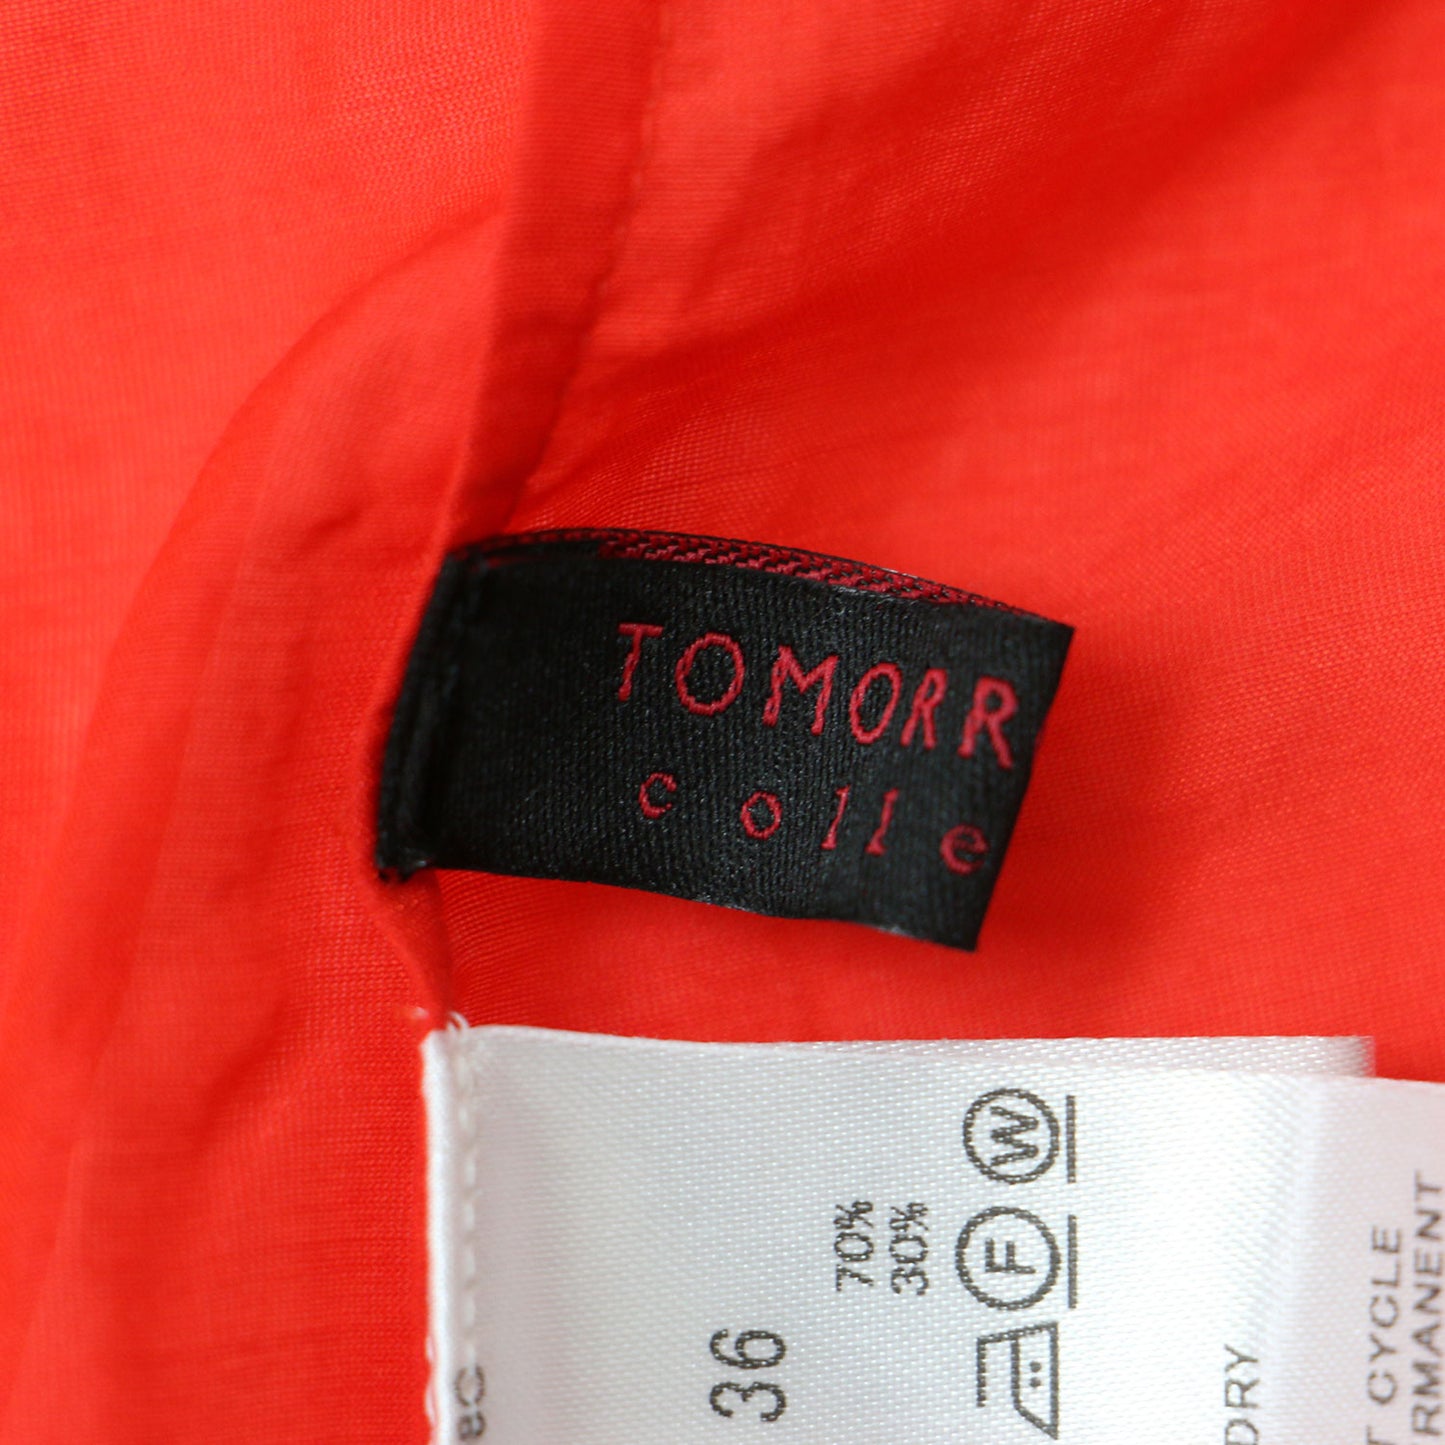 TOMORR
colle
70%
30%
36
W
F
DRY
T CYCLE
RMANENT